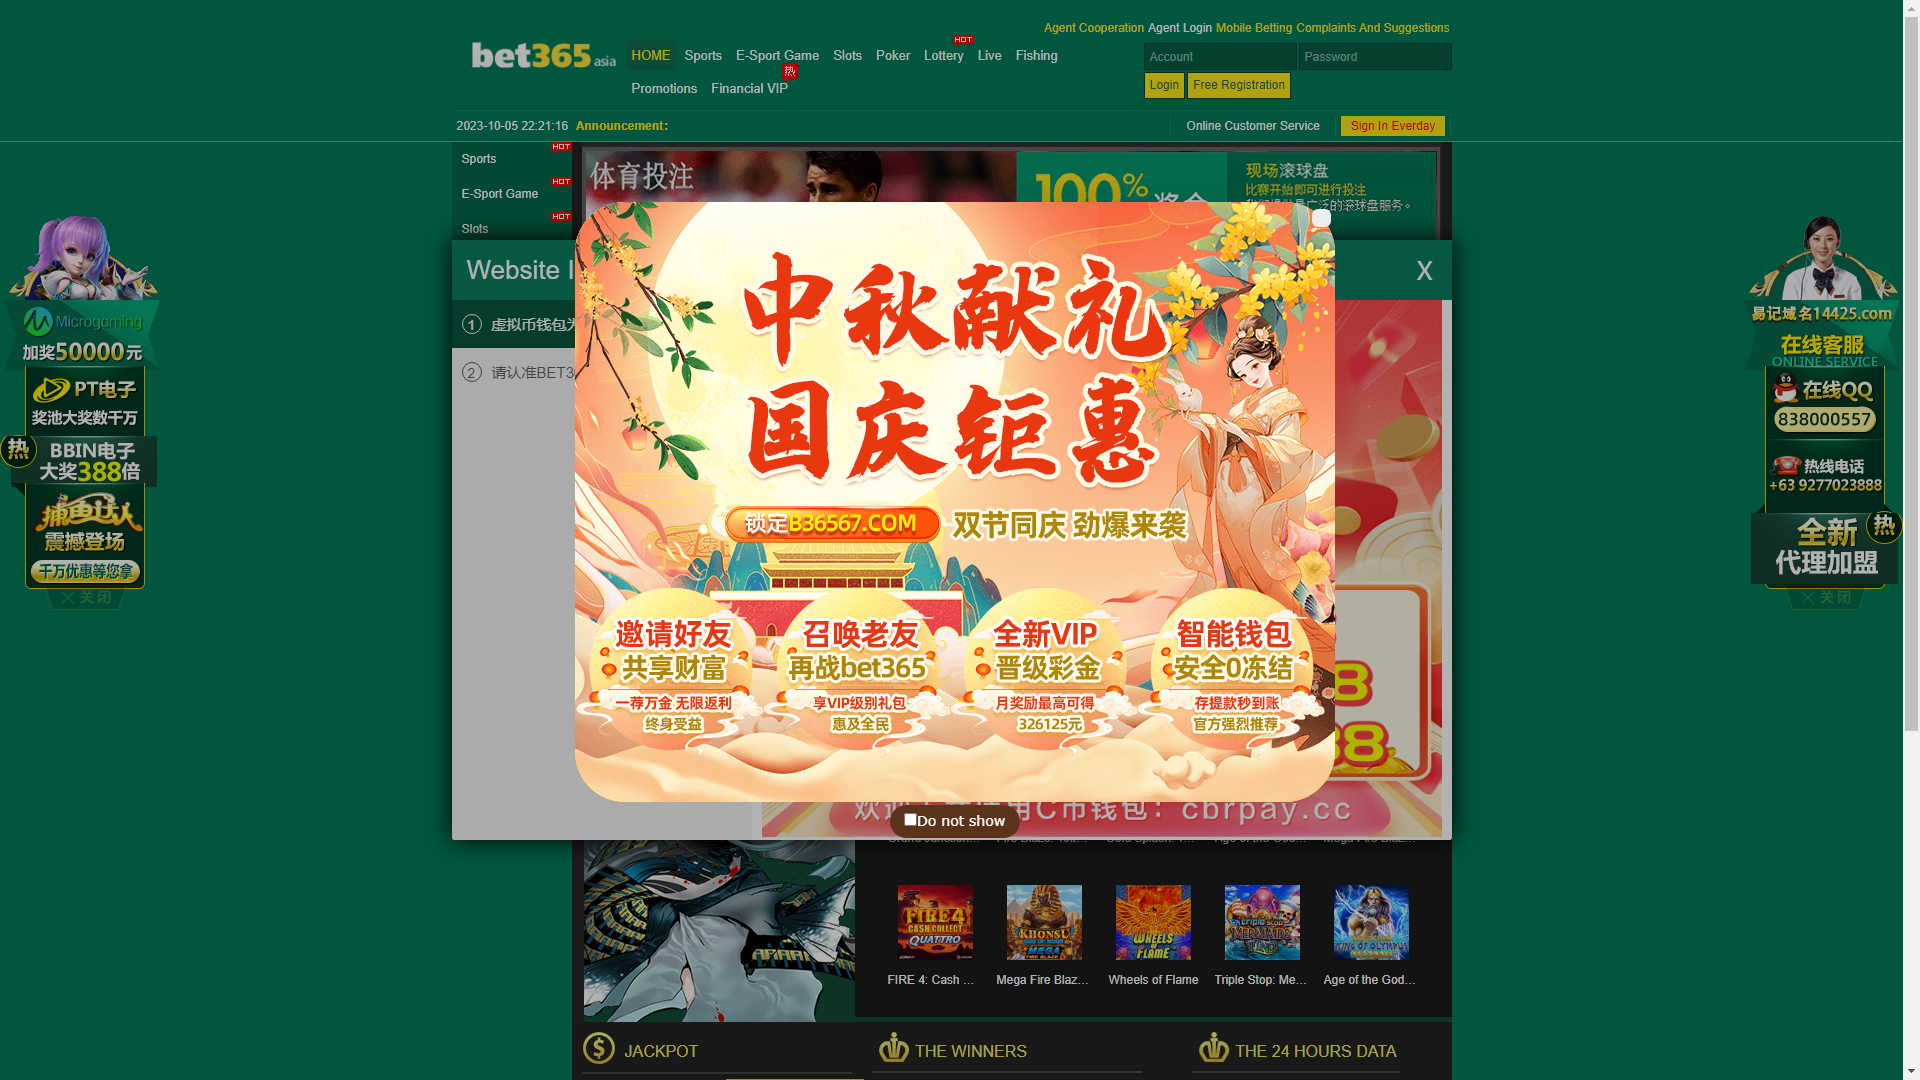 Agent Cooperation Agent Login Mobile Betting Complaints And Suggestions
bet365 asia
HOME Sports E-Sport Game Slots Poker Lottery Live Fishing
HOT
热
Promotions Financial VIP
Account Password
Login Free Registration
2023-10-05 22:21:16 Announcement:
Online Customer Service Sign In Everday
Sports
HOT
E-Sport Game
HOT
Slots
HOT
体育投注
100% 奖金
现场滚球盘
比赛开始即可进行投注
Website I
X
1 虚拟币钱包
2 请认准BET3
中秋献礼
国庆钜惠
锁定B36567.COM 双节同庆 劲爆来袭
邀请好友
共享财富
一荐万金 无限返利
终身受益
召唤老友
再战bet365
享VIP级别礼包
惠及全民
全新VIP
晋级彩金
月奖励最高可得
326125元
智能钱包
安全0冻结
存提款秒到账
官方强烈推荐
C币钱包：cbrpay.cc
Do not show
Microgaming
加奖50000元
PT电子
奖池大奖数千万
热
BBIN电子
大奖388倍
捕鱼达人
震撼登场
千万优惠等您拿
关闭
易记域名14425.com
在线客服
ONLINE SERVICE
在线QQ
838000557
热线电话
+63 9277023888
全新
热
代理加盟
关闭
FIRE 4: Cash ...
Mega Fire Blaz...
Wheels of Flame
Triple Stop: Me...
Age of the God...
JACKPOT
THE WINNERS
THE 24 HOURS DATA